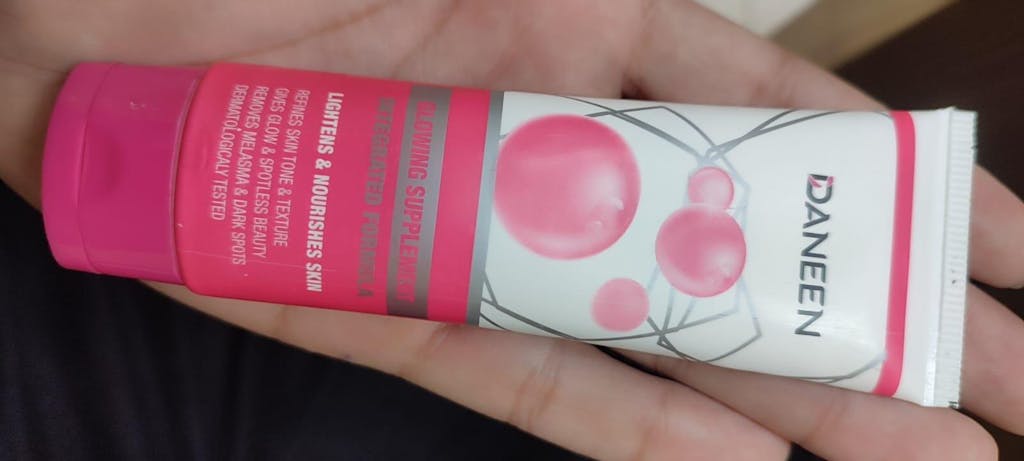 DANEEN
GLOWING SUPPLEMENT
INTEGRATED FORMULA
LIGHTENS & NOURISHES SKIN
REFINES SKIN TONE & TEXTURE
GIVES GLOW & SPOTLESS BEAUTY
REMOVES MELASMA & DARK SPOTS
DERMATOLOGICALY TESTED